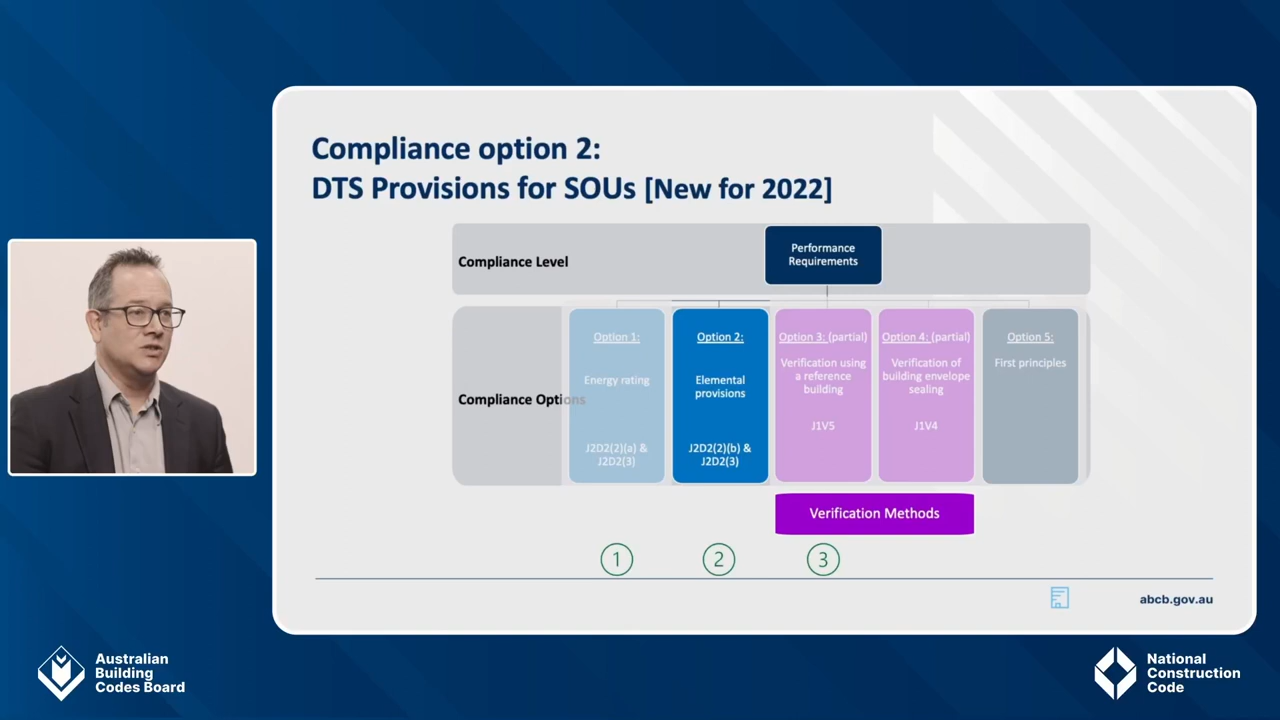 Compliance option 2:
DTS Provisions for SOUs [New for 2022]
Compliance Level
Performance
Requirements
Compliance Options
Option 1:
Energy rating
J2D2(2)(a) &
J2D2(3)
Option 2:
Elemental
provisions
J2D2(2)(b) &
J2D2(3)
Option 3: (partial)
Verification using
a reference
building
J1V5
Option 4: (partial)
Verification of
building envelope
sealing
J1V4
Option 5:
First principles
Verification Methods
1
2
3
abcb.gov.au
Australian
Building
Codes Board
National
Construction
Code